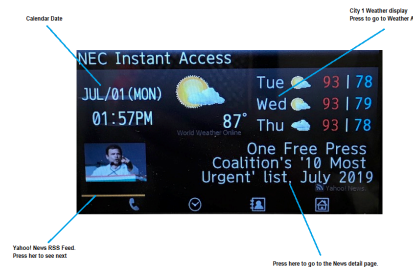 Calendar Date
City 1 Weather display
Press to go to Weather A
NEC Instant Access
JUL/01(MON)
01:57PM
87°
World Weather Online
Tue 93|78
Wed 93|79
Thu 93|78
One Free Press
Coalition's '10 Most
Urgent' list, July 2019
Yahoo! News
Yahoo! News RSS Feed.
Press her to see next
Press here to go to the News detail page.